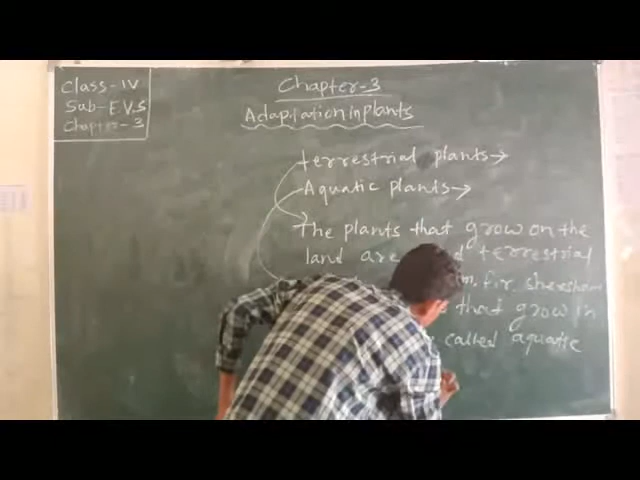 Class-IV
Sub-E.V.S
Chapter-3
Chapter-3
Adaptation in plants
terrestrial plants→
Aquatic plants→
The plants that grow on the
land are terrestrial
fir, sheesham
that grow in
called aquatic